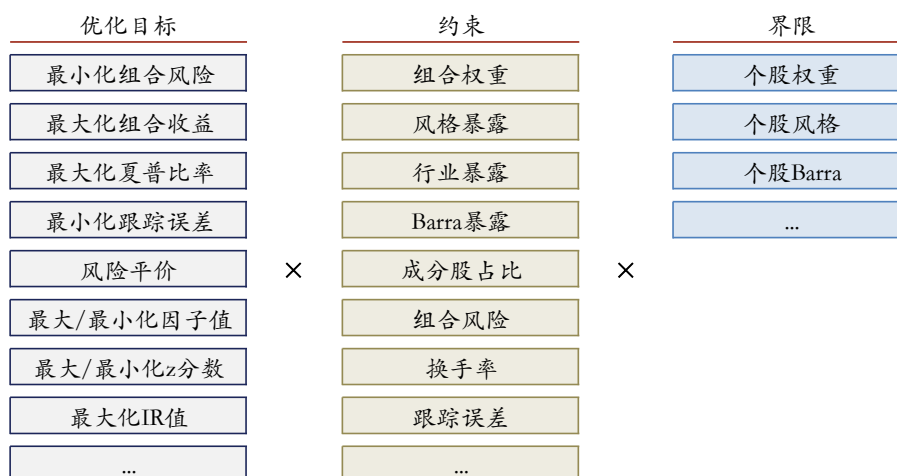 优化目标
约束
界限
最小化组合风险
组合权重
个股权重
最大化组合收益
风格暴露
个股风格
最大化夏普比率
行业暴露
个股Barra
最小化跟踪误差
Barra暴露
...
风险平价
×
成分股占比
×
最大/最小化因子值
组合风险
最大/最小化z分数
换手率
最大化IR值
跟踪误差
...
...